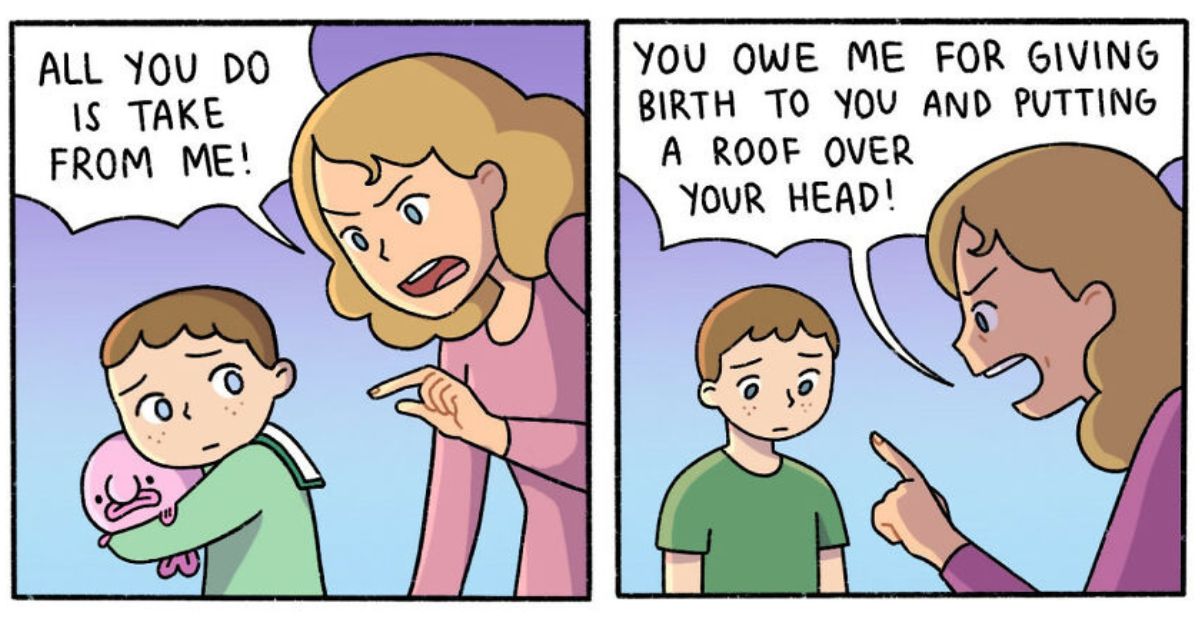 ALL YOU DO
IS TAKE
FROM ME!
YOU OWE ME FOR GIVING
BIRTH TO YOU AND PUTTING
A ROOF OVER
YOUR HEAD!